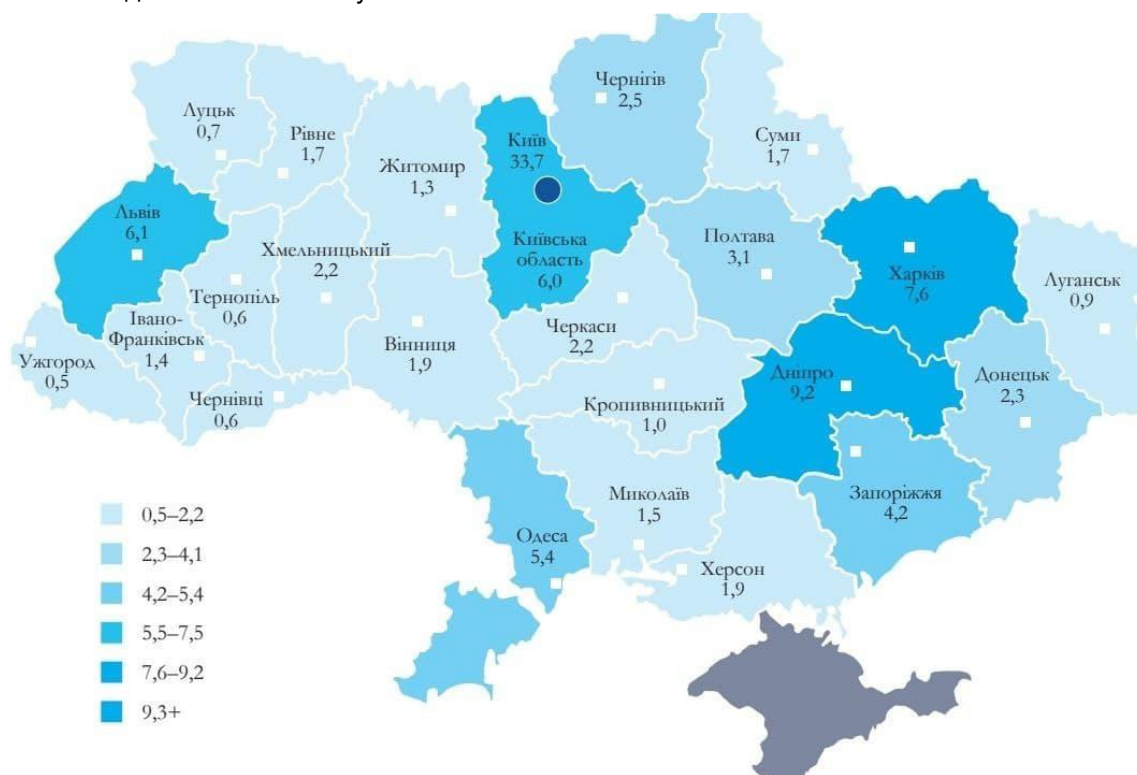 Чернігів
2,5
Луцьк
0,7
Рівне
1,7
Київ
33,7
Суми
1,7
Житомир
1,3
Львів
6,1
Київська
область
6,0
Полтава
3,1
Хмельницький
2,2
Харків
7,6
Луганськ
0,9
Тернопіль
0,6
Івано-
Франківськ
1,4
Черкаси
2,2
Вінниця
1,9
Ужгород
0,5
Дніпро
9,2
Донецьк
2,3
Чернівці
0,6
Кропивницький
1,0
Запоріжжя
4,2
Миколаїв
1,5
Одеса
5,4
Херсон
1,9
0,5–2,2
2,3–4,1
4,2–5,4
5,5–7,5
7,6–9,2
9,3+